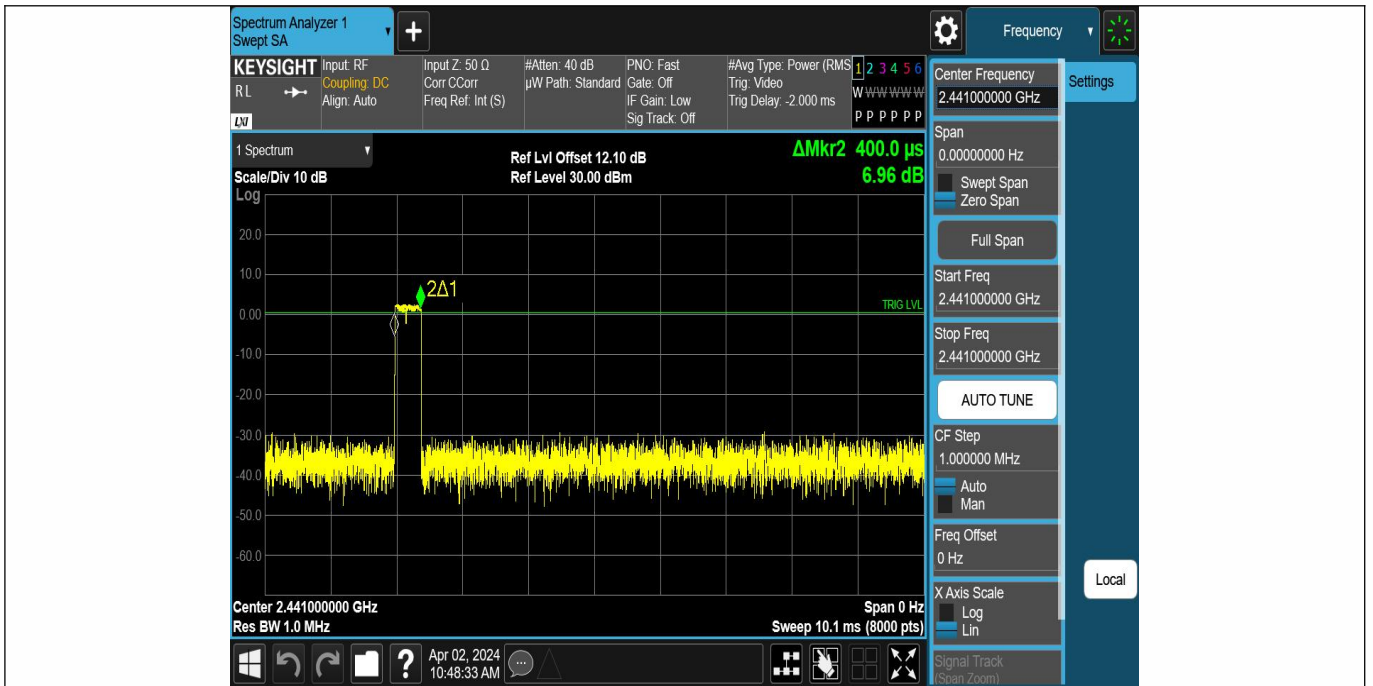 Spectrum Analyzer 1
Swept SA
Frequency
KEYSIGHT
RL
LXI
Input: RF
Coupling: DC
Align: Auto
Input Z: 50 Ω
Corr CCorr
Freq Ref: Int (S)
#Atten: 40 dB
µW Path: Standard
PNO: Fast
Gate: Off
IF Gain: Low
Sig Track: Off
#Avg Type: Power (RMS
Trig: Video
Trig Delay: -2.000 ms
1 2 3 4 5 6
W W W W W W
P P P P P P
1 Spectrum
Scale/Div 10 dB
Log
Ref Lvl Offset 12.10 dB
Ref Level 30.00 dBm
ΔMkr2 400.0 µs
6.96 dB
20.0
10.0
2Δ1
TRIG LVL
0.00
-10.0
-20.0
-30.0
-40.0
-50.0
-60.0
Center 2.441000000 GHz
Res BW 1.0 MHz
Span 0 Hz
Sweep 10.1 ms (8000 pts)
Center Frequency
2.441000000 GHz
Settings
Span
0.00000000 Hz
Swept Span
Zero Span
Full Span
Start Freq
2.441000000 GHz
Stop Freq
2.441000000 GHz
AUTO TUNE
CF Step
1.000000 MHz
Auto
Man
Freq Offset
0 Hz
X Axis Scale
Log
Lin
Local
Signal Track
(Span Zoom)
?
Apr 02, 2024
10:48:33 AM